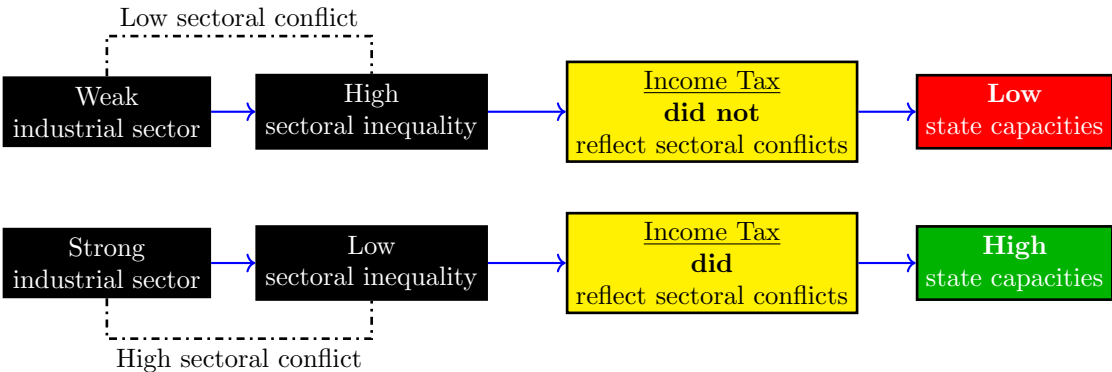 Low sectoral conflict
Weak
industrial sector
High
sectoral inequality
Income Tax
did not
reflect sectoral conflicts
Low
state capacities
Strong
industrial sector
Low
sectoral inequality
Income Tax
did
reflect sectoral conflicts
High
state capacities
High sectoral conflict